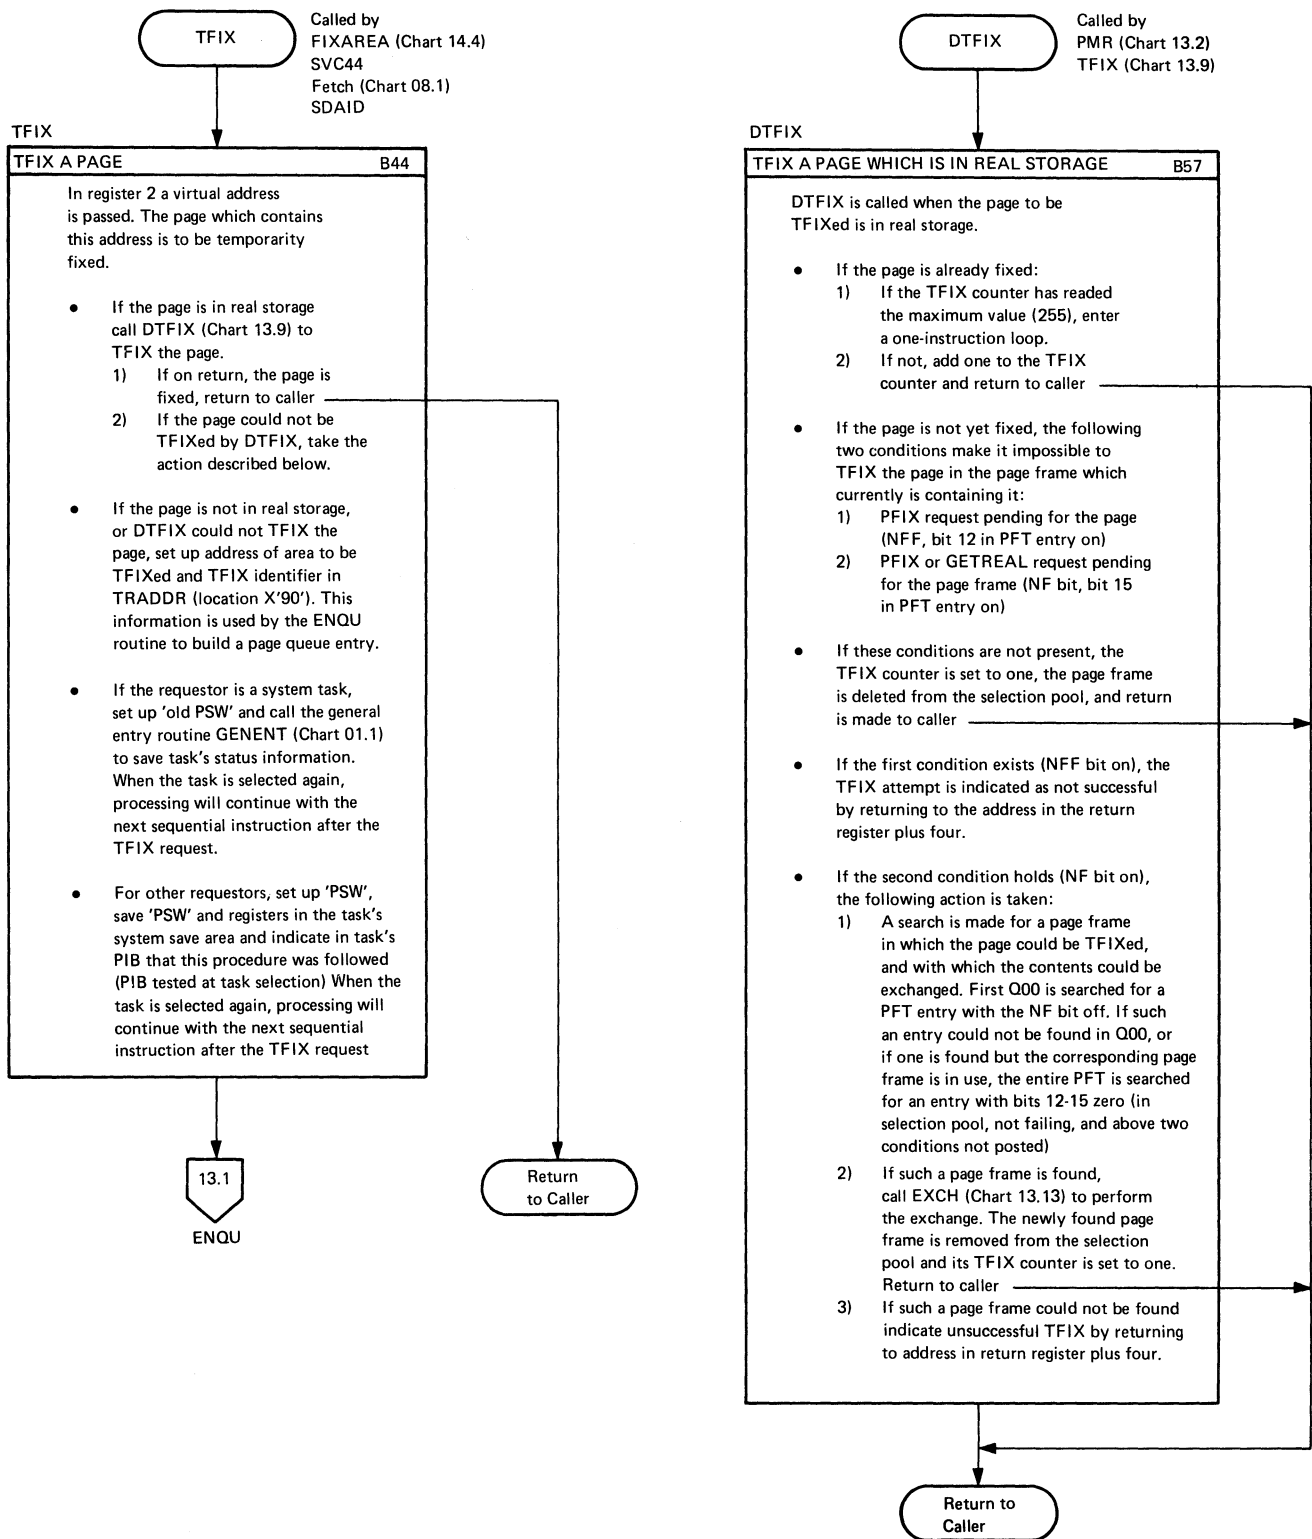 TFIX
Called by
FIXAREA (Chart 14.4)
SVC44
Fetch (Chart 08.1)
SDAID
TFIX
TFIX A PAGE B44
In register 2 a virtual address
is passed. The page which contains
this address is to be temporarity
fixed.
● If the page is in real storage
call DTFIX (Chart 13.9) to
TFIX the page.
1) If on return, the page is
fixed, return to caller
2) If the page could not be
TFIXed by DTFIX, take the
action described below.
● If the page is not in real storage,
or DTFIX could not TFIX the
page, set up address of area to be
TFIXed and TFIX identifier in
TRADDR (location X'90'). This
information is used by the ENQU
routine to build a page queue entry.
● If the requestor is a system task,
set up 'old PSW' and call the general
entry routine GENENT (Chart 01.1)
to save task's status information.
When the task is selected again,
processing will continue with the
next sequential instruction after the
TFIX request.
● For other requestors, set up 'PSW',
save 'PSW' and registers in the task's
system save area and indicate in task's
PIB that this procedure was followed
(PIB tested at task selection) When the
task is selected again, processing will
continue with the next sequential
instruction after the TFIX request
13.1
ENQU
Return
to Caller
DTFIX
Called by
PMR (Chart 13.2)
TFIX (Chart 13.9)
DTFIX
TFIX A PAGE WHICH IS IN REAL STORAGE B57
DTFIX is called when the page to be
TFIXed is in real storage.
● If the page is already fixed:
1) If the TFIX counter has readed
the maximum value (255), enter
a one-instruction loop.
2) If not, add one to the TFIX
counter and return to caller
● If the page is not yet fixed, the following
two conditions make it impossible to
TFIX the page in the page frame which
currently is containing it:
1) PFIX request pending for the page
(NFF, bit 12 in PFT entry on)
2) PFIX or GETREAL request pending
for the page frame (NF bit, bit 15
in PFT entry on)
● If these conditions are not present, the
TFIX counter is set to one, the page frame
is deleted from the selection pool, and return
is made to caller
● If the first condition exists (NFF bit on), the
TFIX attempt is indicated as not successful
by returning to the address in the return
register plus four.
● If the second condition holds (NF bit on),
the following action is taken:
1) A search is made for a page frame
in which the page could be TFIXed,
and with which the contents could be
exchanged. First Q00 is searched for a
PFT entry with the NF bit off. If such
an entry could not be found in Q00, or
if one is found but the corresponding page
frame is in use, the entire PFT is searched
for an entry with bits 12-15 zero (in
selection pool, not failing, and above two
conditions not posted)
2) If such a page frame is found,
call EXCH (Chart 13.13) to perform
the exchange. The newly found page
frame is removed from the selection
pool and its TFIX counter is set to one.
Return to caller
3) If such a page frame could not be found
indicate unsuccessful TFIX by returning
to address in return register plus four.
Return to
Caller